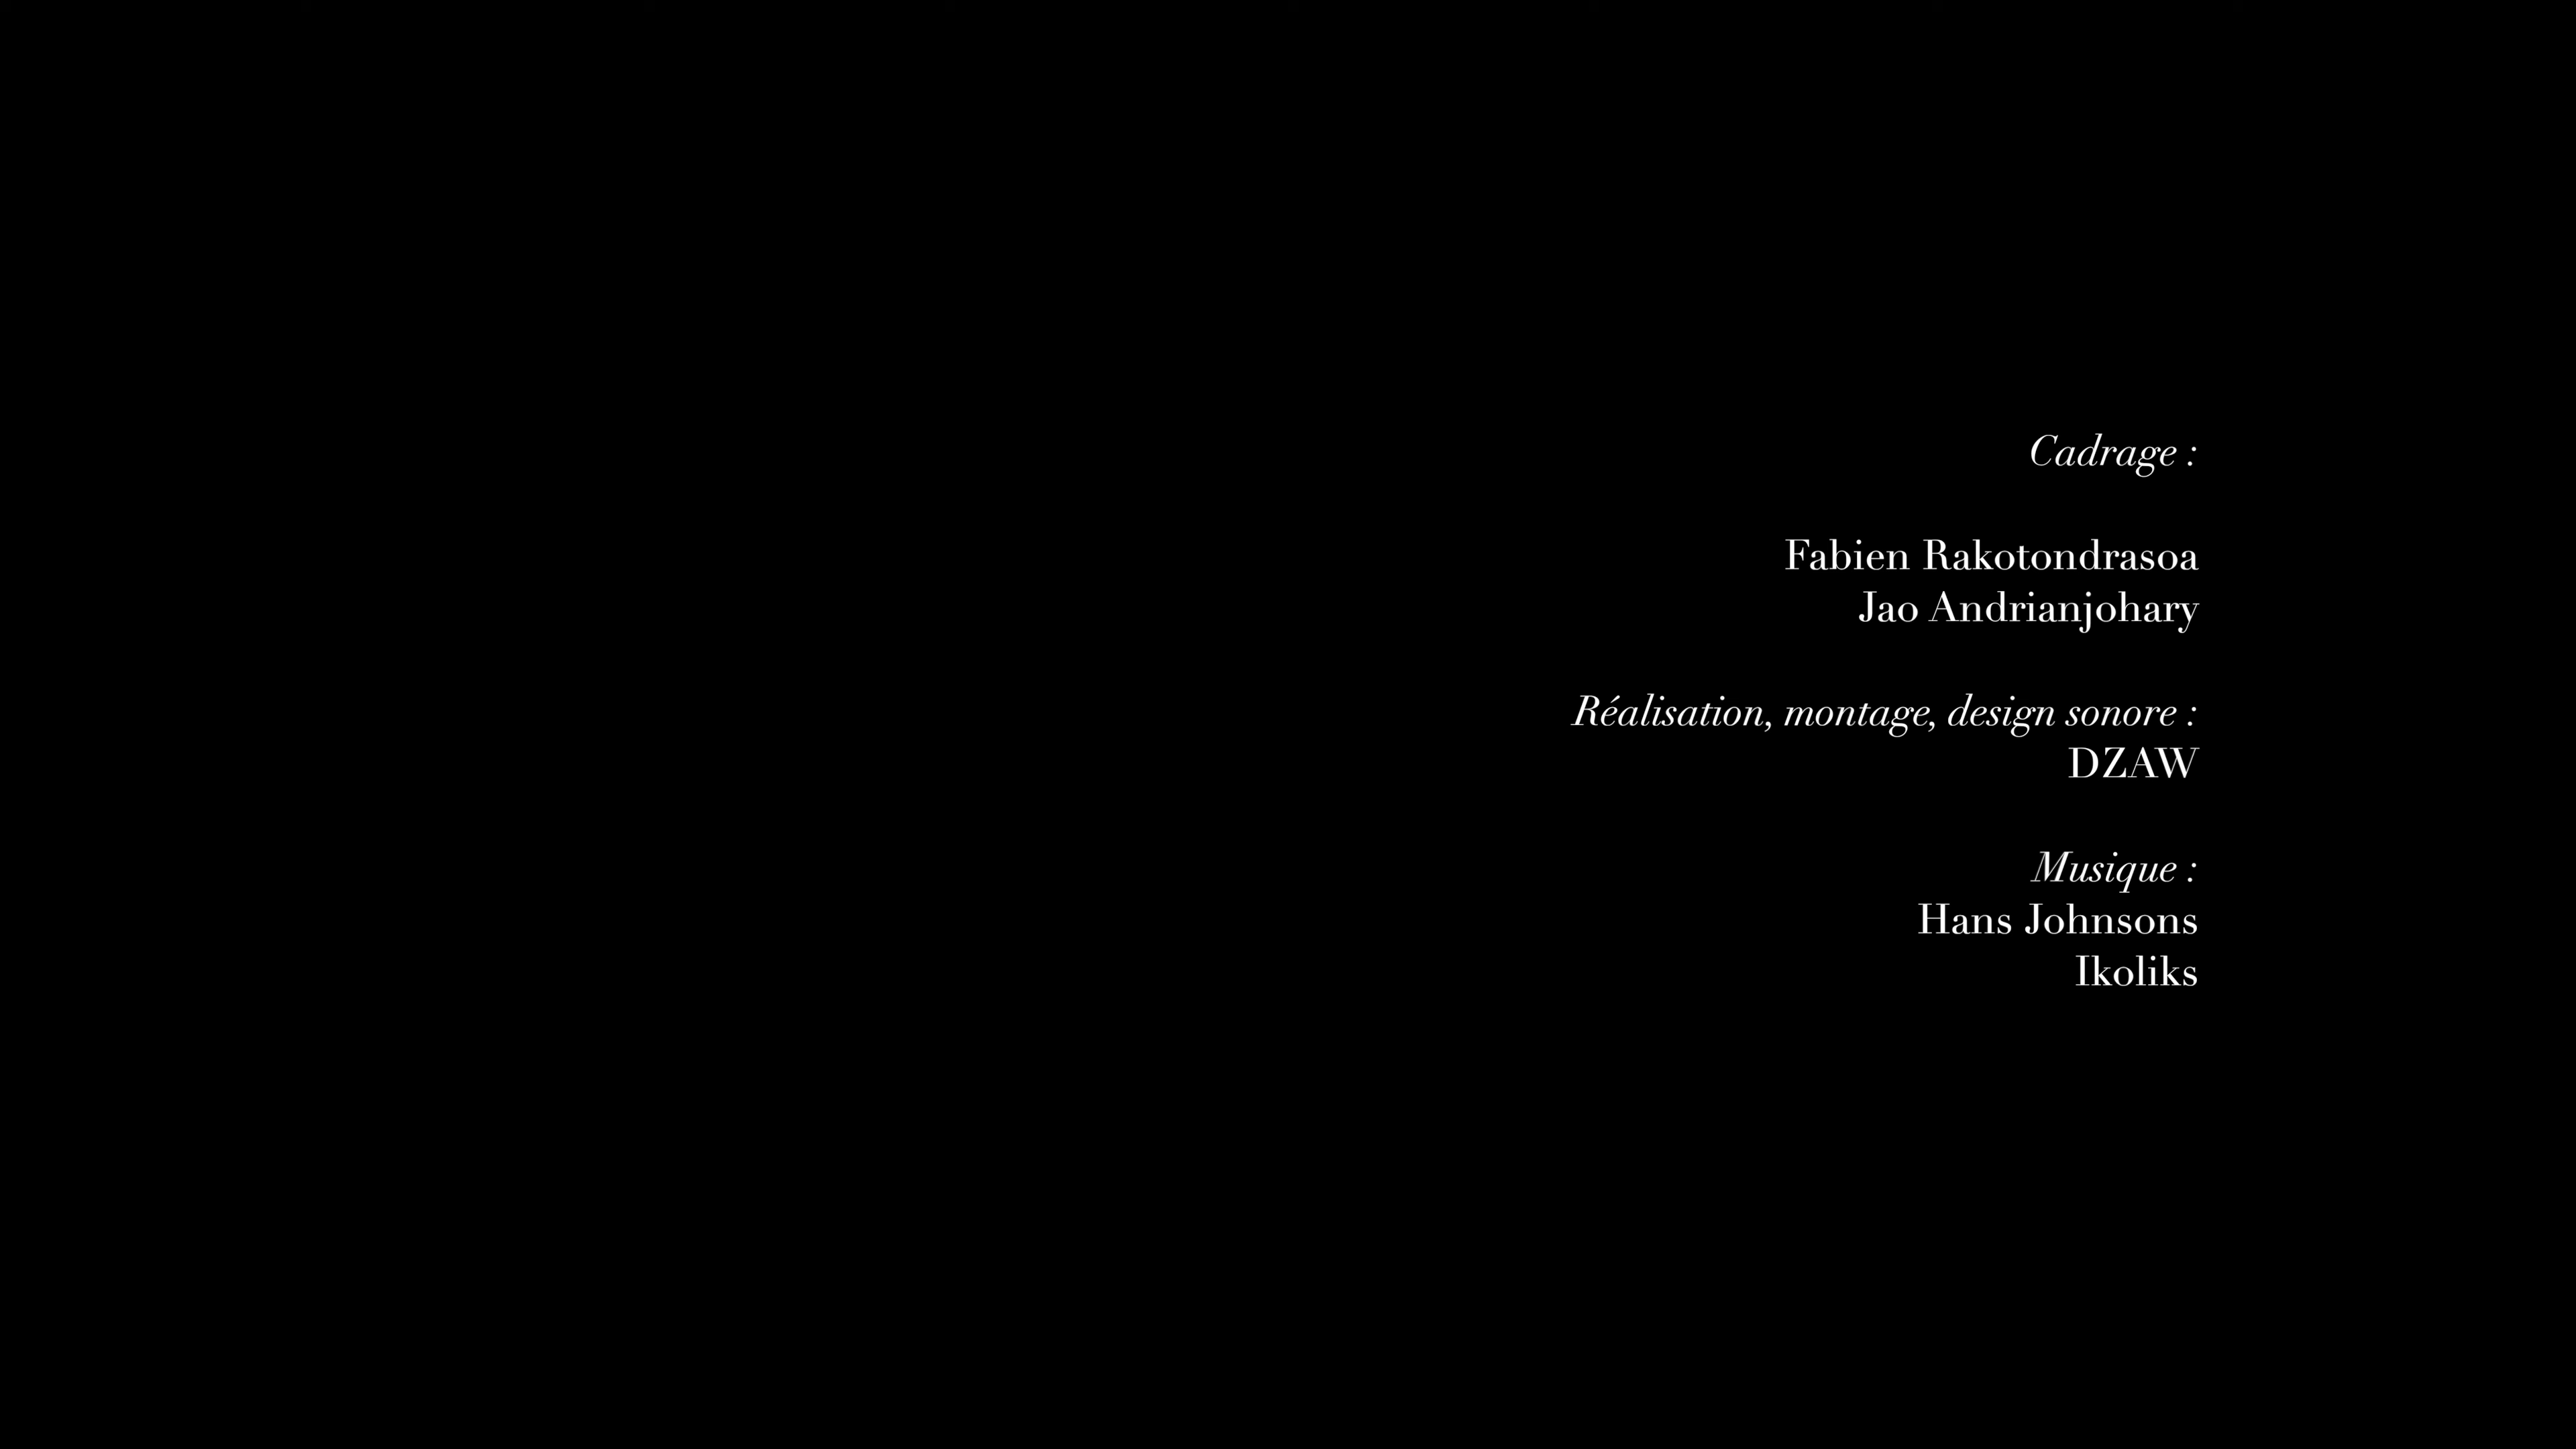 Cadrage :
Fabien Rakotondrasoa
Jao Andrianjohary
Réalisation, montage, design sonore :
DZAW
Musique :
Hans Johnsons
Ikoliks